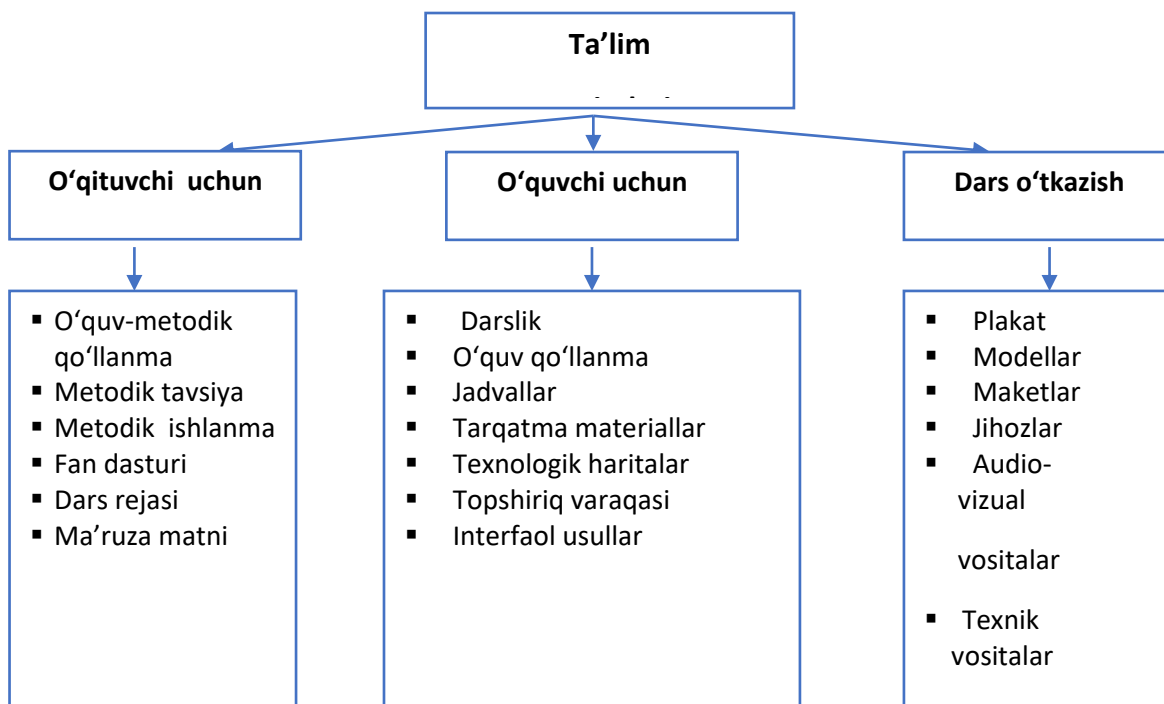 Ta’lim
O‘qituvchi uchun
O‘quvchi uchun
Dars o‘tkazish
▪ O‘quv-metodik
qo‘llanma
▪ Metodik tavsiya
▪ Metodik ishlanma
▪ Fan dasturi
▪ Dars rejasi
▪ Ma’ruza matni
▪ Darslik
▪ O‘quv qo‘llanma
▪ Jadvallar
▪ Tarqatma materiallar
▪ Texnologik haritalar
▪ Topshiriq varaqasi
▪ Interfaol usullar
▪ Plakat
▪ Modellar
▪ Maketlar
▪ Jihozlar
▪ Audio-
vizual
vositalar
▪ Texnik
vositalar